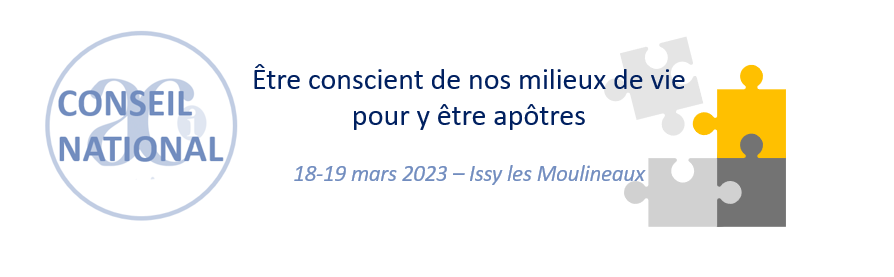 CONSEIL
NATIONAL
Être conscient de nos milieux de vie
pour y être apôtres
18-19 mars 2023 – Issy les Moulineaux